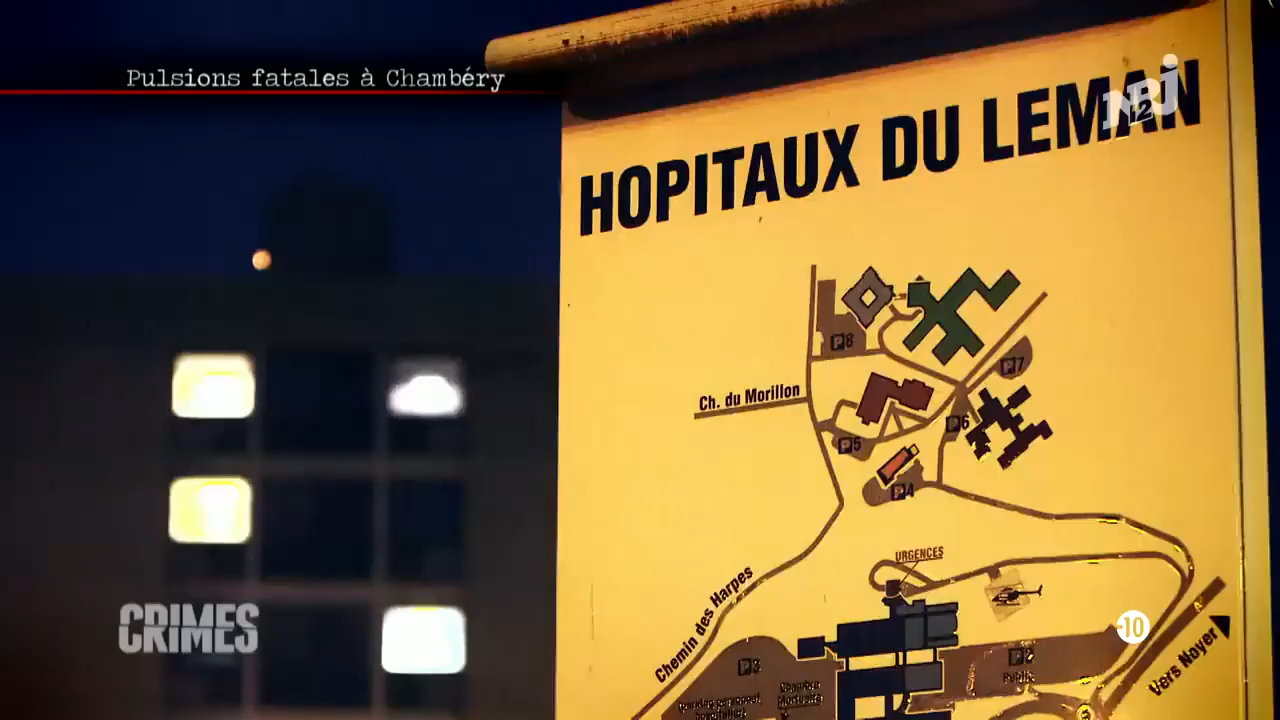 Pulsions fatales à Chambéry
NRJ
12
HOPITAUX DU LEMAN
P8
P7
Ch. du Morillon
P6
P5
P4
URGENCES
Chemin des Harpes
CRIMES
-10
P3
P2
Public
Vers Noyer